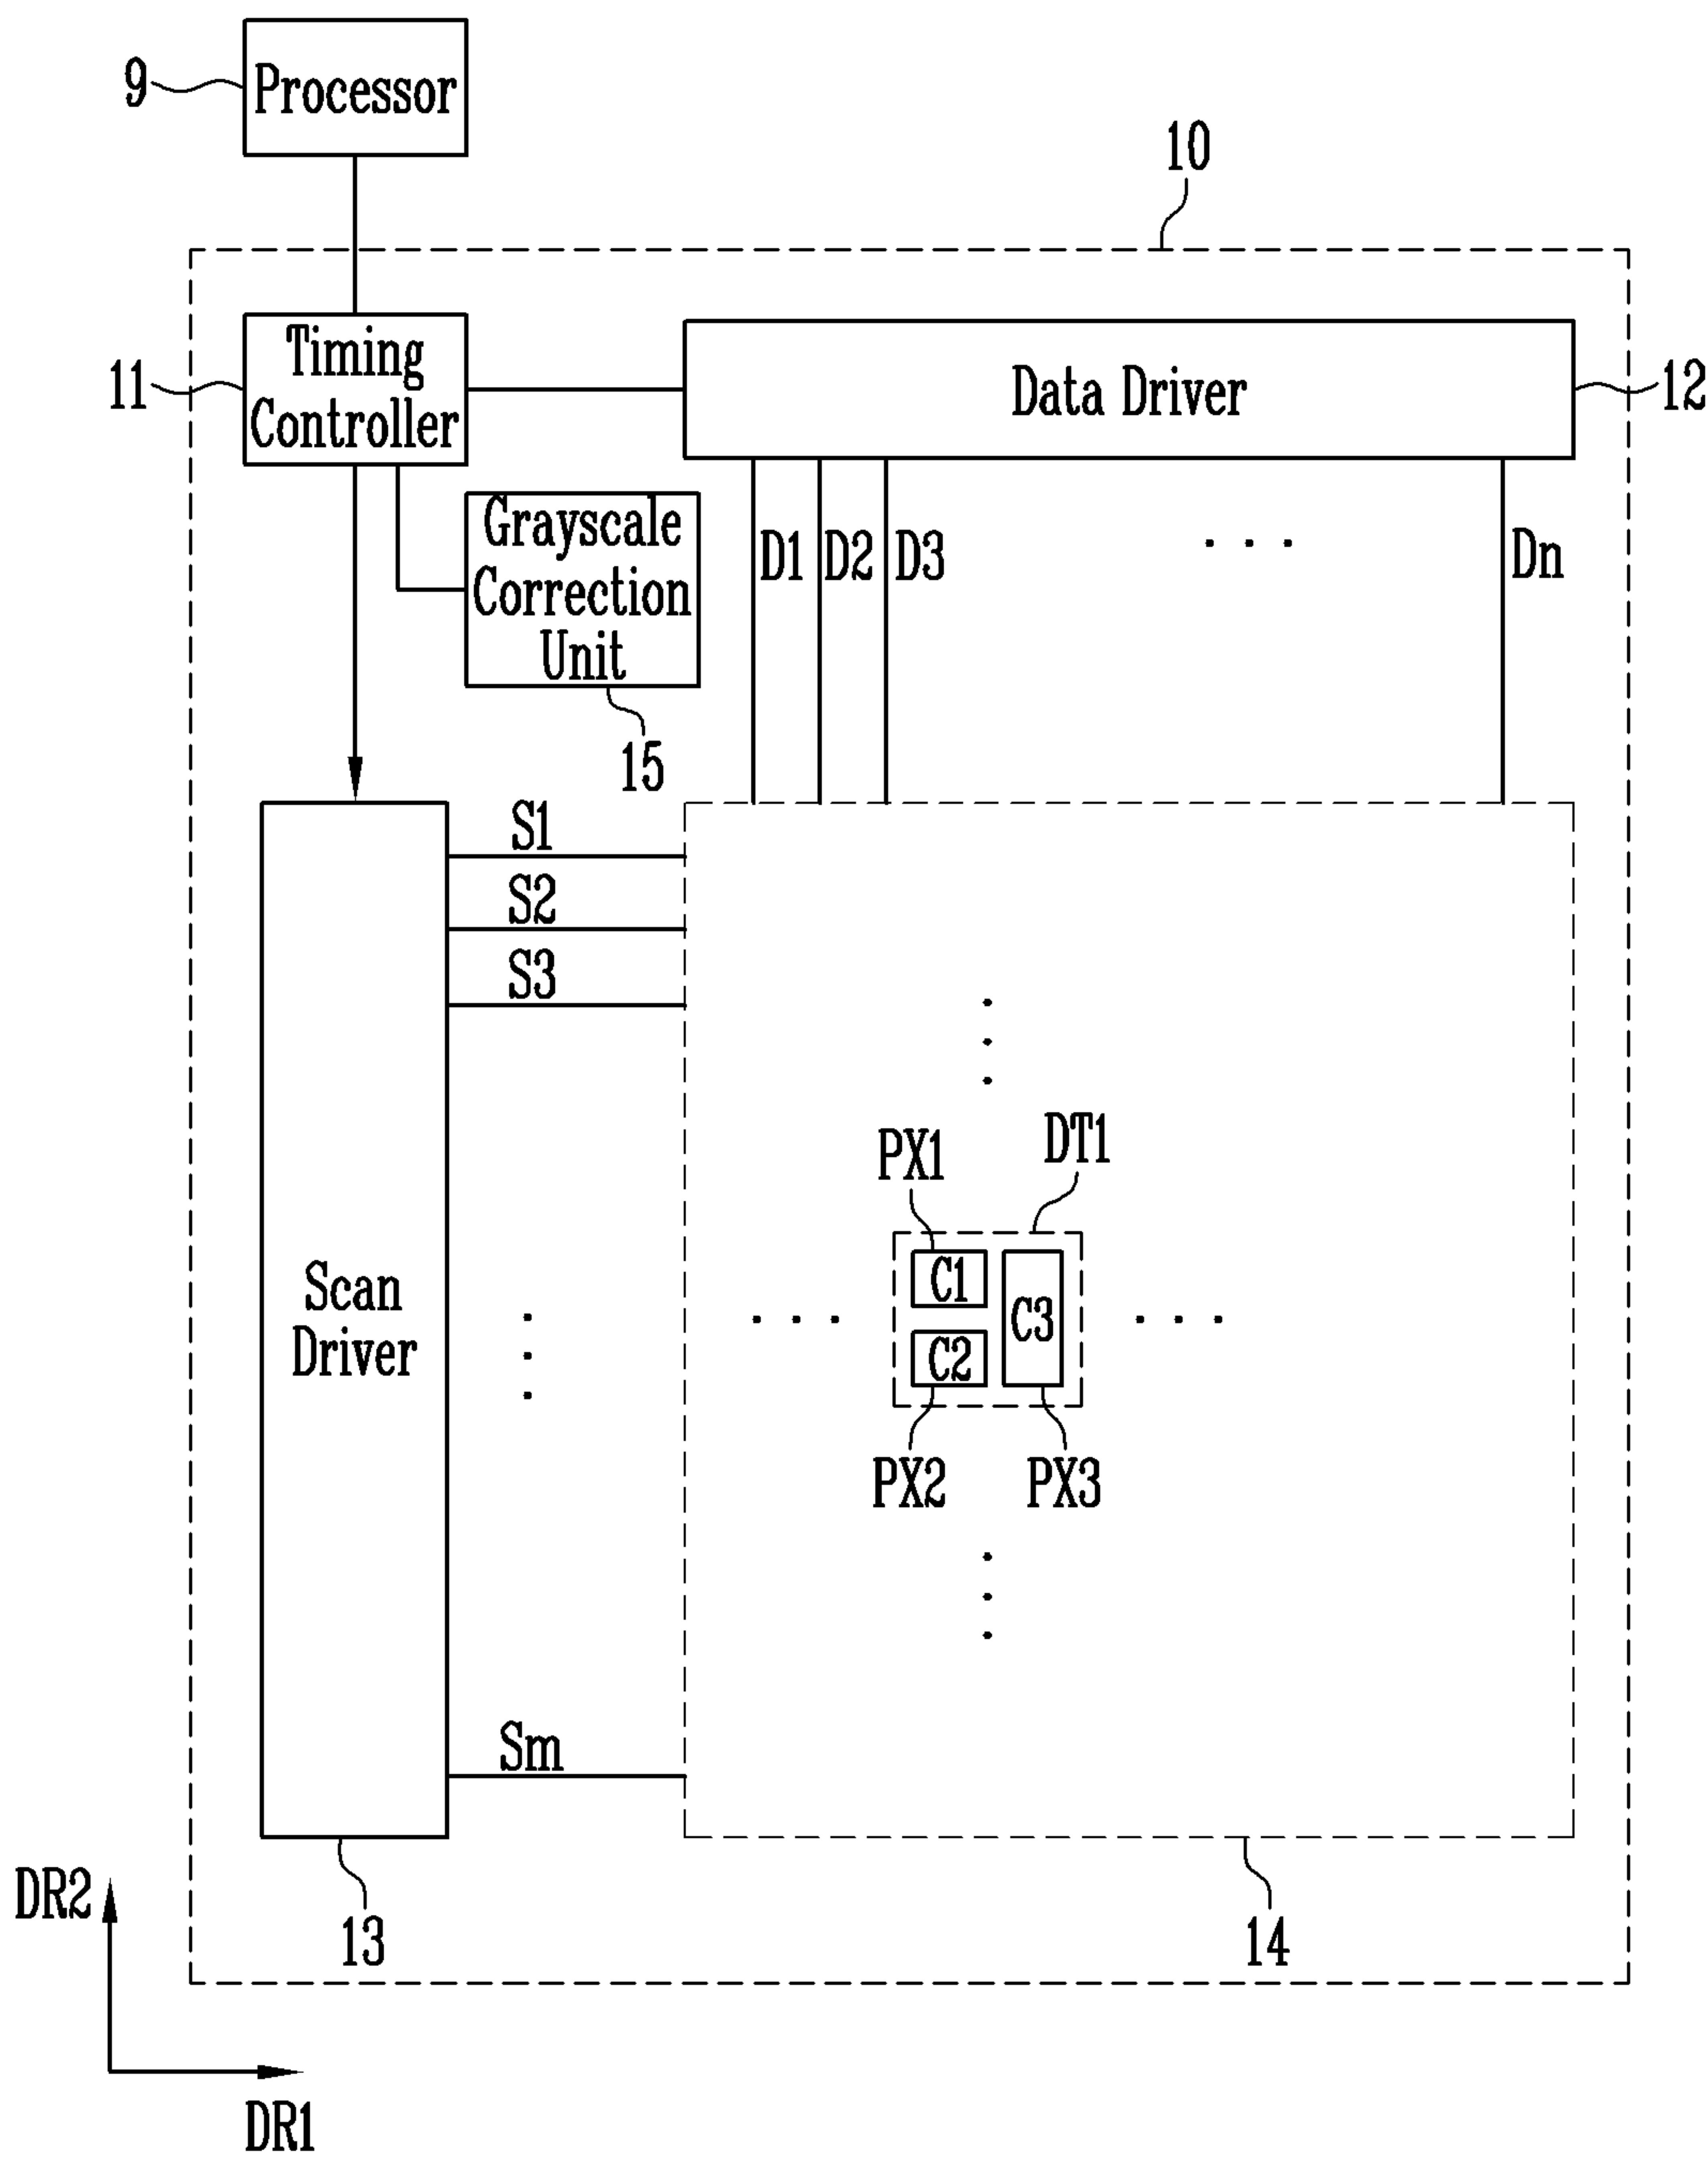 9
Processor
10
11
Timing
Controller
Data Driver
12
Grayscale
Correction
Unit
15
D1
D2
D3
Dn
S1
S2
S3
Sm
Scan
Driver
PX1
DT1
C1
C2
C3
PX2
PX3
13
14
DR2
DR1